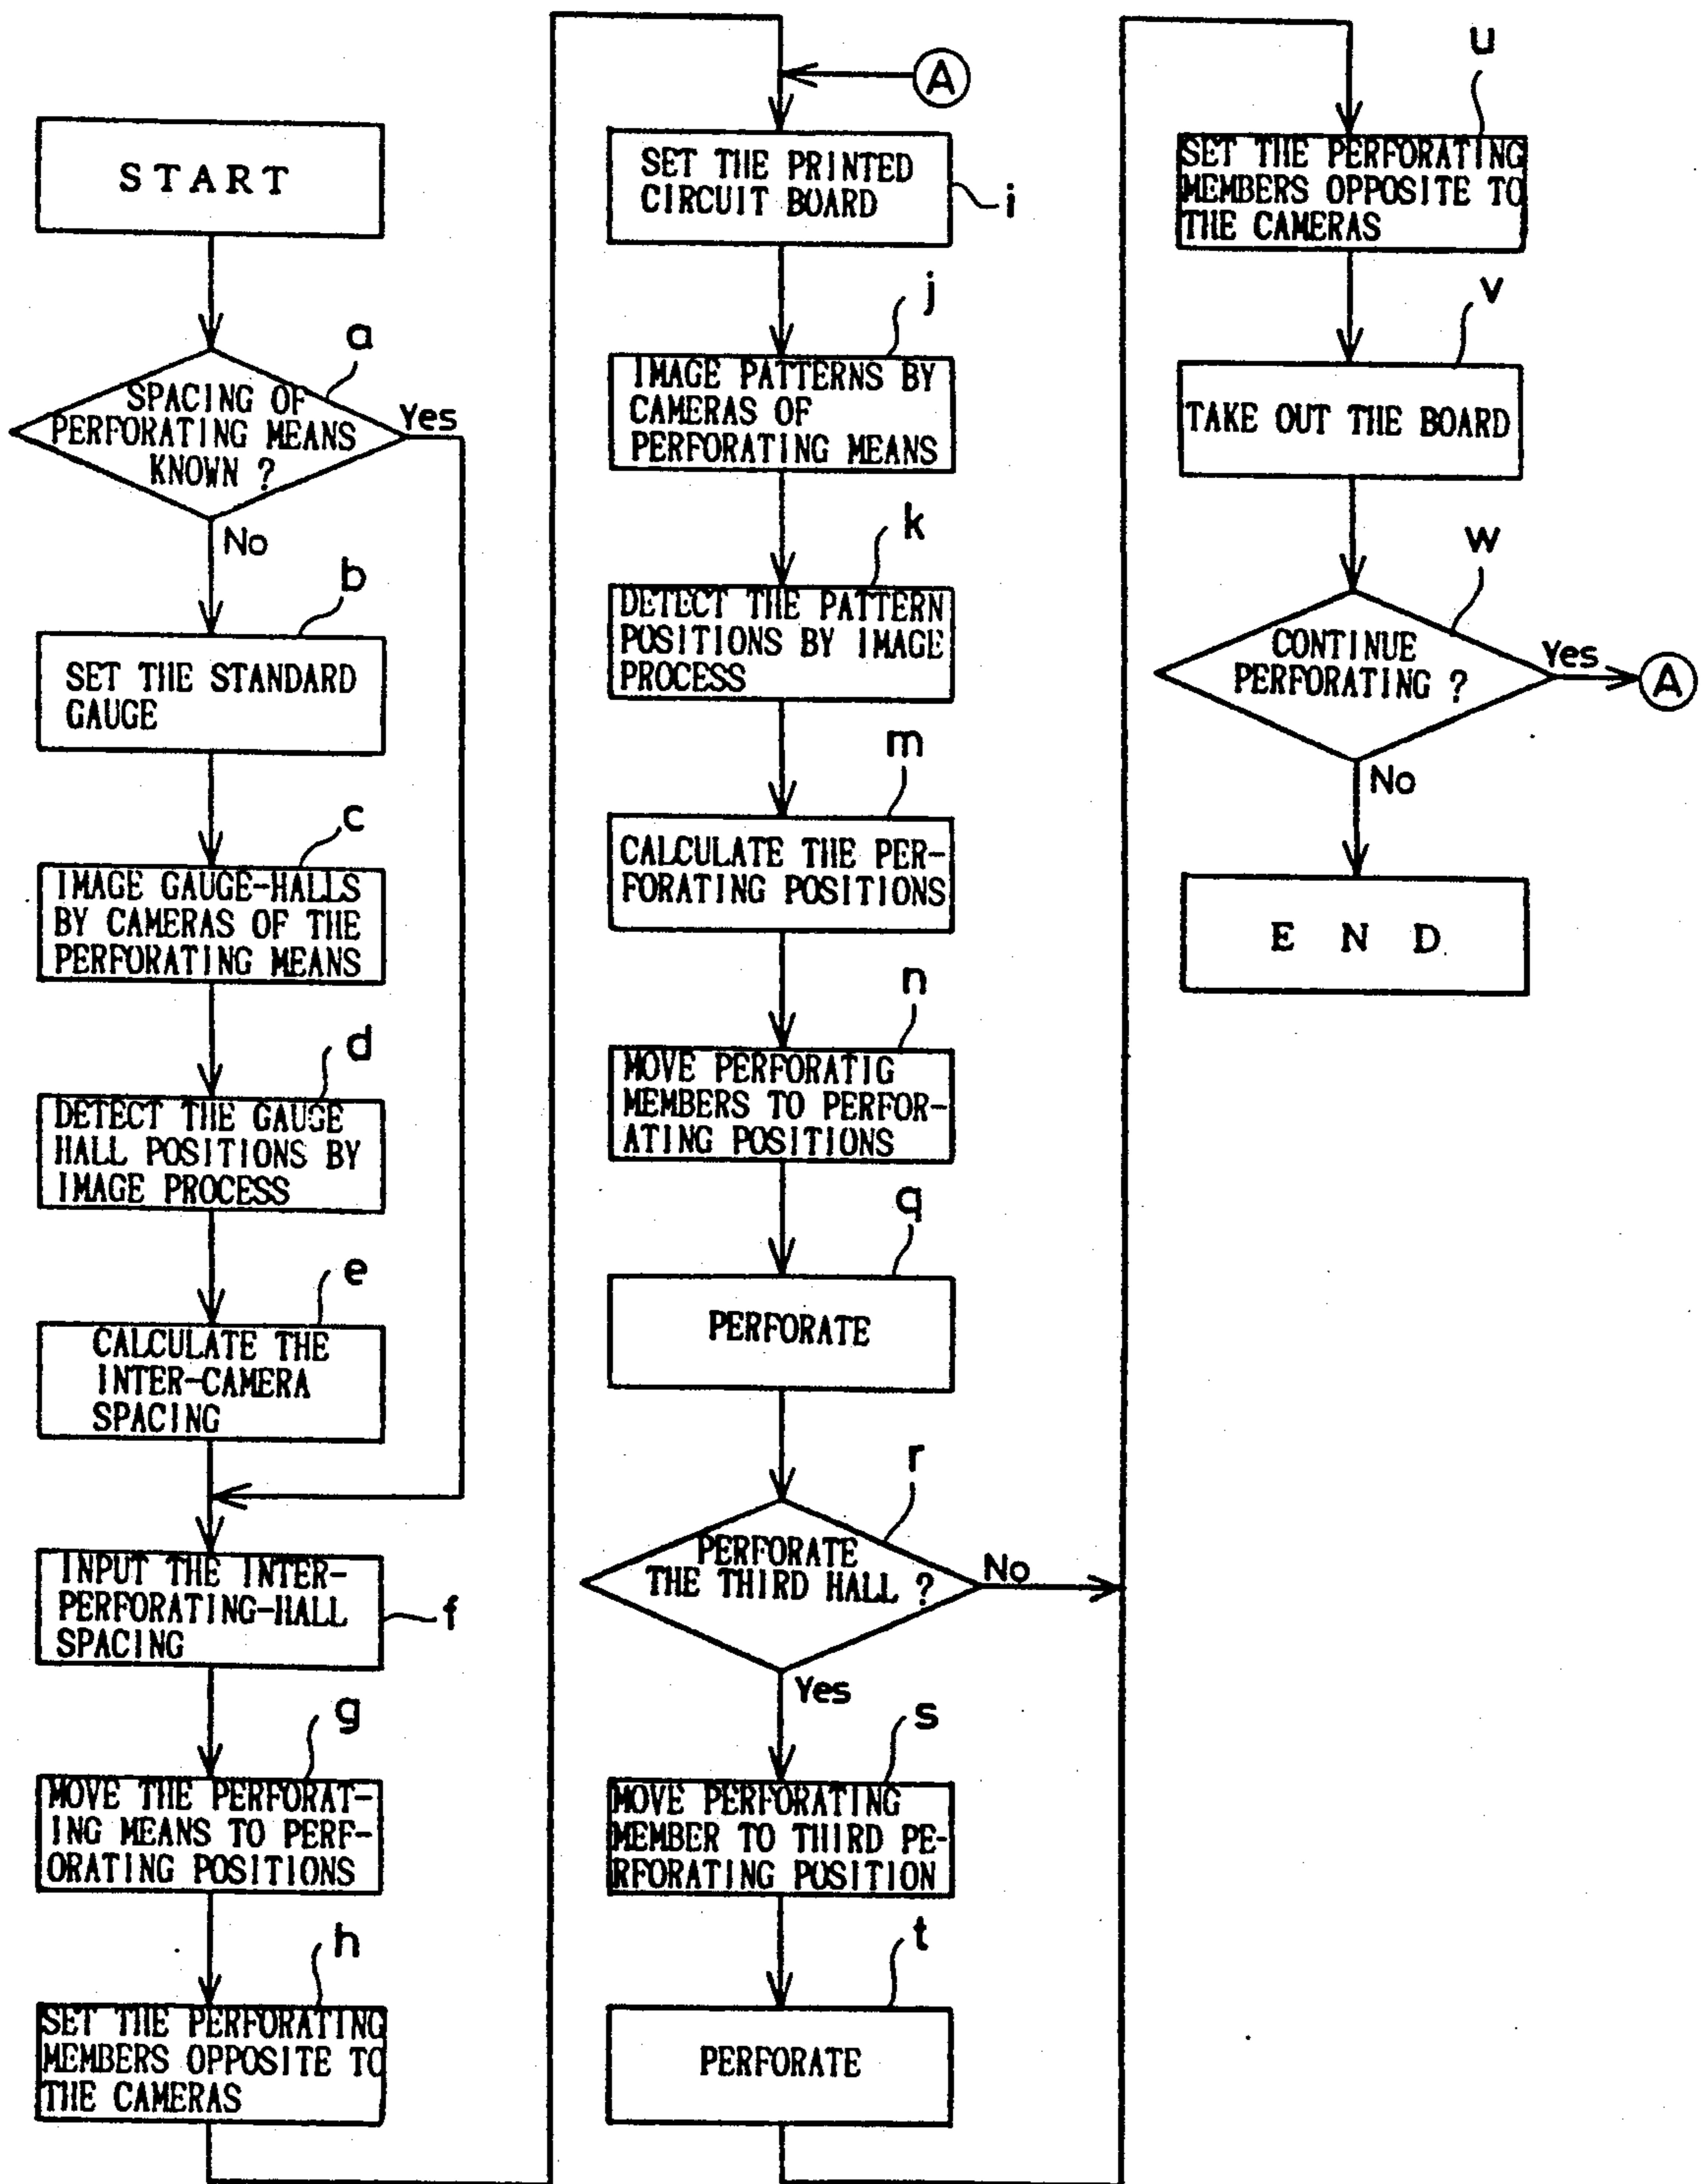 START
a
SPACING OF
PERFORATING MEANS
KNOWN ?
Yes
No
b
SET THE STANDARD
GAUGE
c
IMAGE GAUGE-HALLS
BY CAMERAS OF THE
PERFORATING MEANS
d
DETECT THE GAUGE
HALL POSITIONS BY
IMAGE PROCESS
e
CALCULATE THE
INTER-CAMERA
SPACING
INPUT THE INTER-
PERFORATING-HALL
SPACING
f
g
MOVE THE PERFORAT-
ING MEANS TO PERF-
ORATING POSITIONS
h
SET THE PERFORATING
MEMBERS OPPOSITE TO
THE CAMERAS
A
SET THE PRINTED
CIRCUIT BOARD
i
j
IMAGE PATTERNS BY
CAMERAS OF
PERFORATING MEANS
k
DETECT THE PATTERN
POSITIONS BY IMAGE
PROCESS
m
CALCULATE THE PER-
FORATING POSITIONS
n
MOVE PERFORATIG
MEMBERS TO PERFOR-
ATING POSITIONS
q
PERFORATE
r
PERFORATE
THE THIRD HALL ?
No
Yes
s
MOVE PERFORATING
MEMBER TO THIRD PE-
RFORATING POSITION
t
PERFORATE
u
SET THE PERFORATING
MEMBERS OPPOSITE TO
THE CAMERAS
v
TAKE OUT THE BOARD
w
CONTINUE
PERFORATING ?
Yes
A
No
END